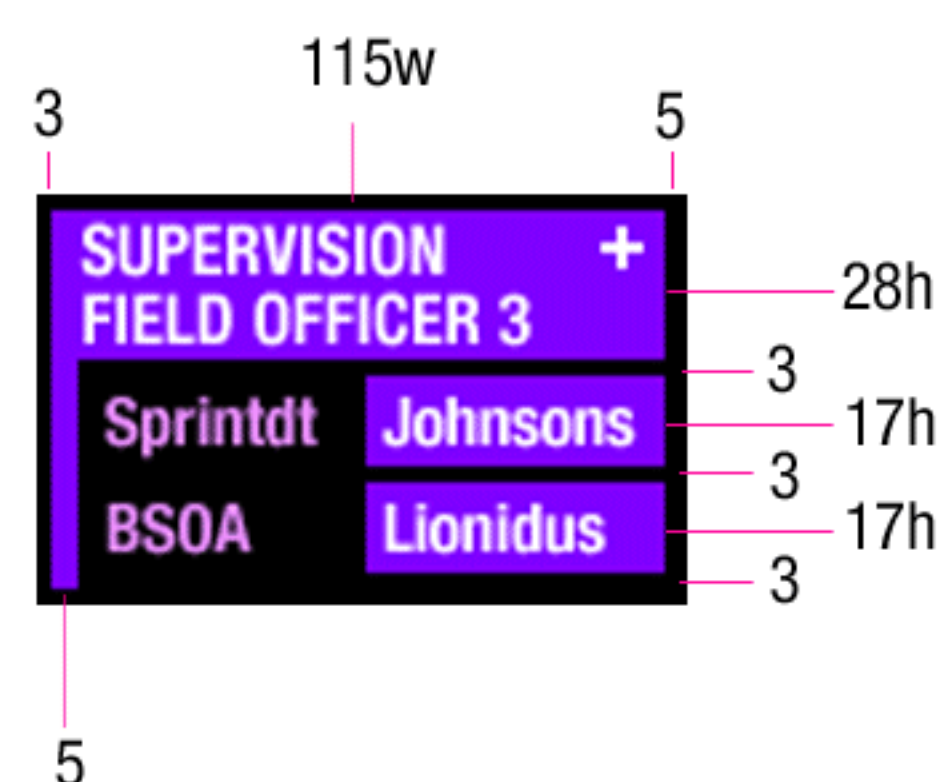 115w
3
5
SUPERVISION +
FIELD OFFICER 3
28h
3
Sprintdt Johnsons
17h
3
BSOA Lionidus
17h
3
5